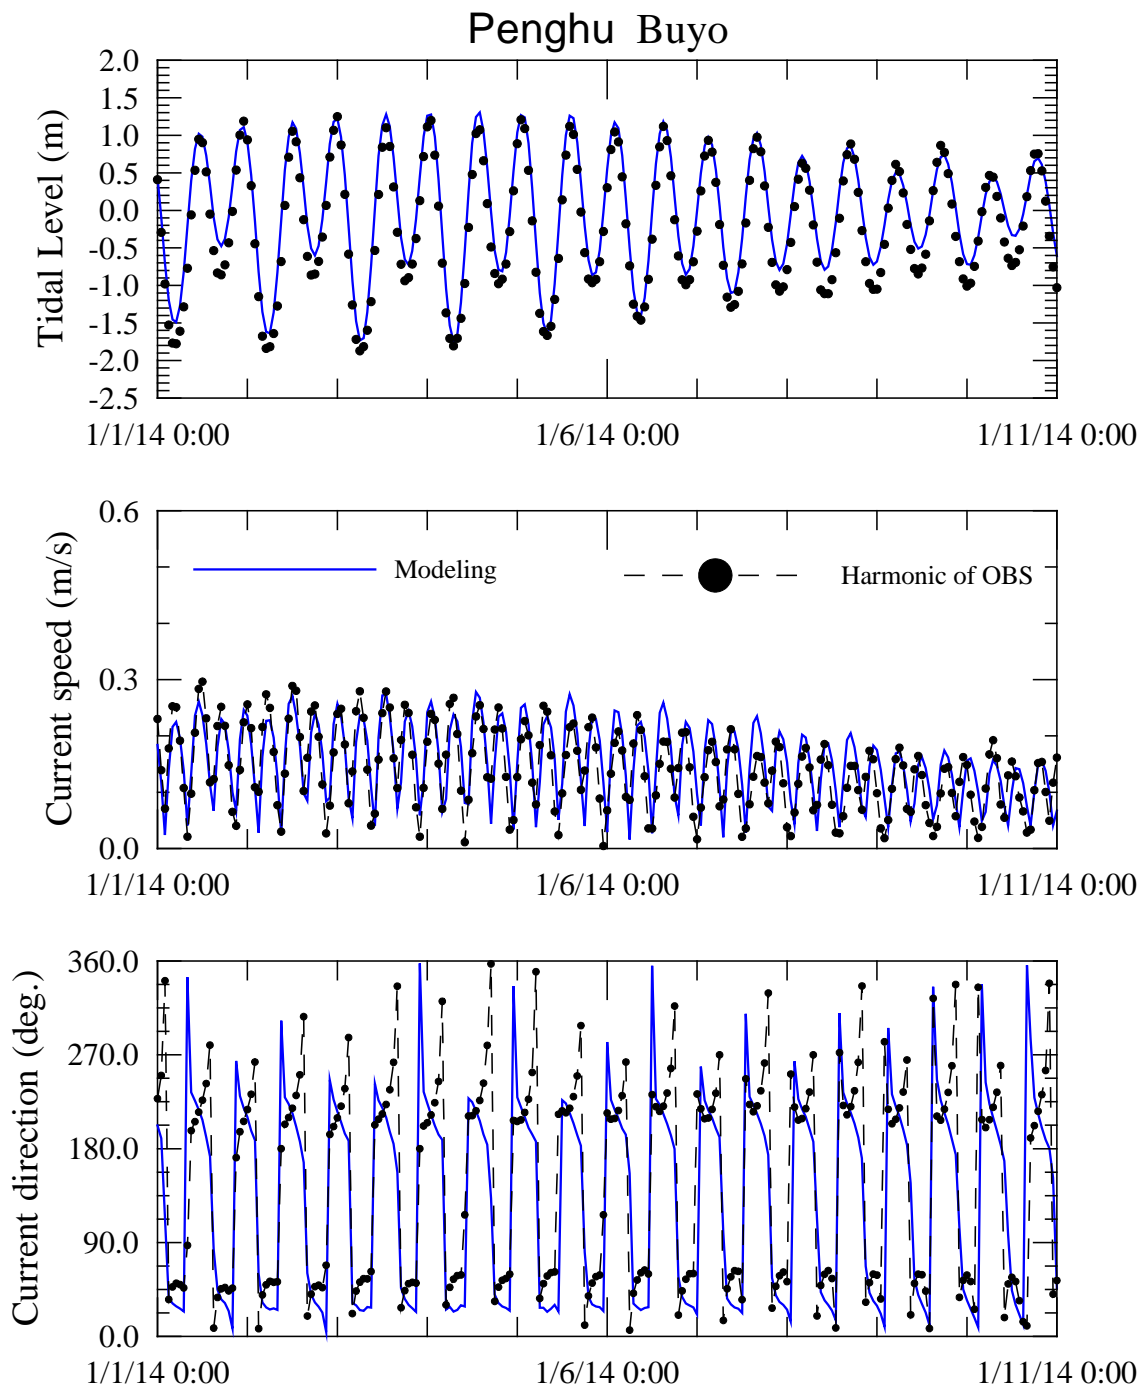 Penghu Buyo
Tidal Level (m)
2.0
1.5
1.0
0.5
0.0
-0.5
-1.0
-1.5
-2.0
-2.5
1/1/14 0:00 1/6/14 0:00 1/11/14 0:00
Current speed (m/s)
0.6
Modeling Harmonic of OBS
0.3
0.0
1/1/14 0:00 1/6/14 0:00 1/11/14 0:00
Current direction (deg.)
360.0
270.0
180.0
90.0
0.0
1/1/14 0:00 1/6/14 0:00 1/11/14 0:00